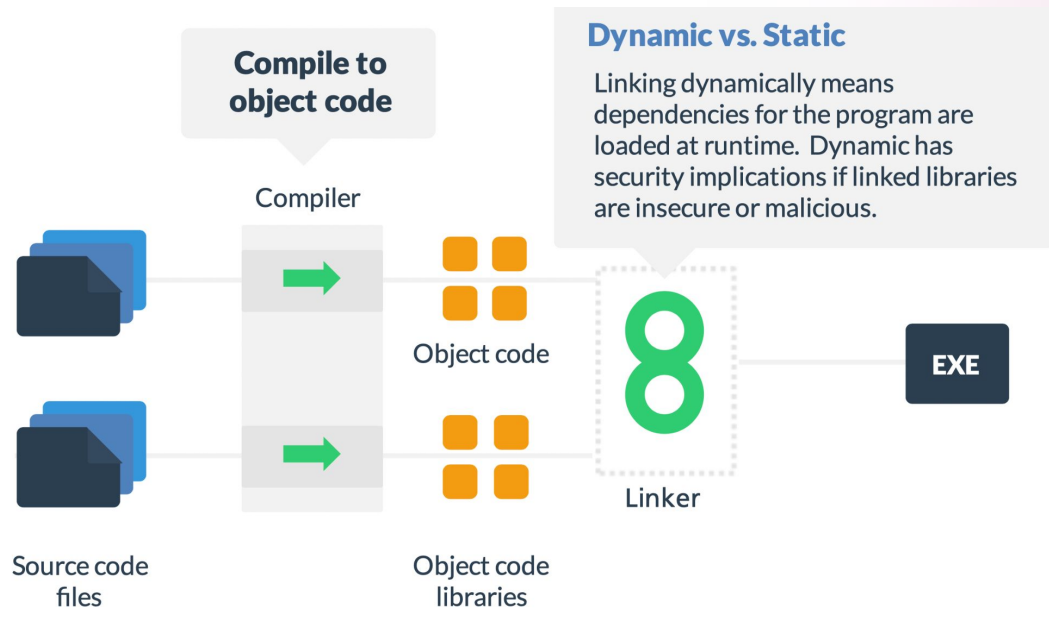 Compile to
object code
Dynamic vs. Static
Linking dynamically means
dependencies for the program are
loaded at runtime.  Dynamic has
security implications if linked libraries
are insecure or malicious.
Compiler
Object code
EXE
Linker
Source code
files
Object code
libraries